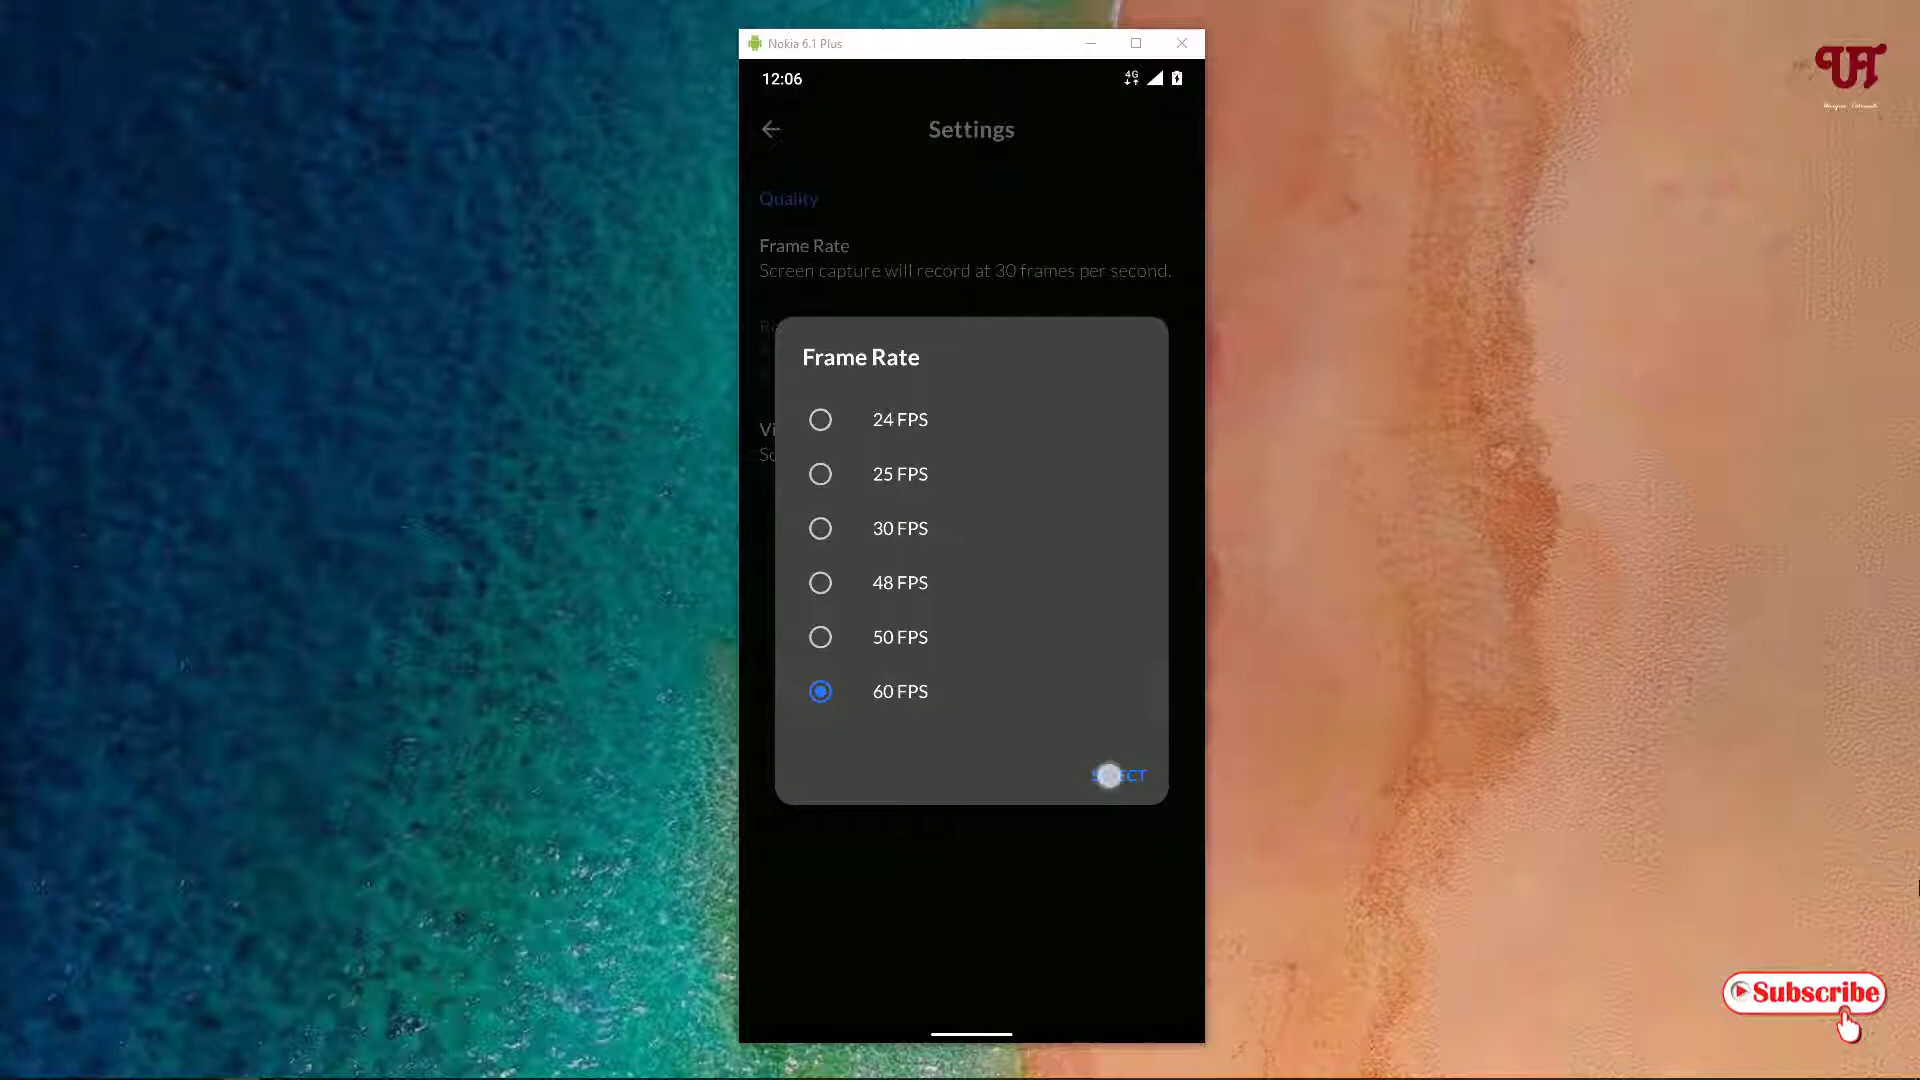 Nokia 6.1 Plus
12:06
4G
UA
Settings
Quality
Frame Rate
Screen capture will record at 30 frames per second.
Frame Rate
24 FPS
25 FPS
30 FPS
48 FPS
50 FPS
60 FPS
Subscribe